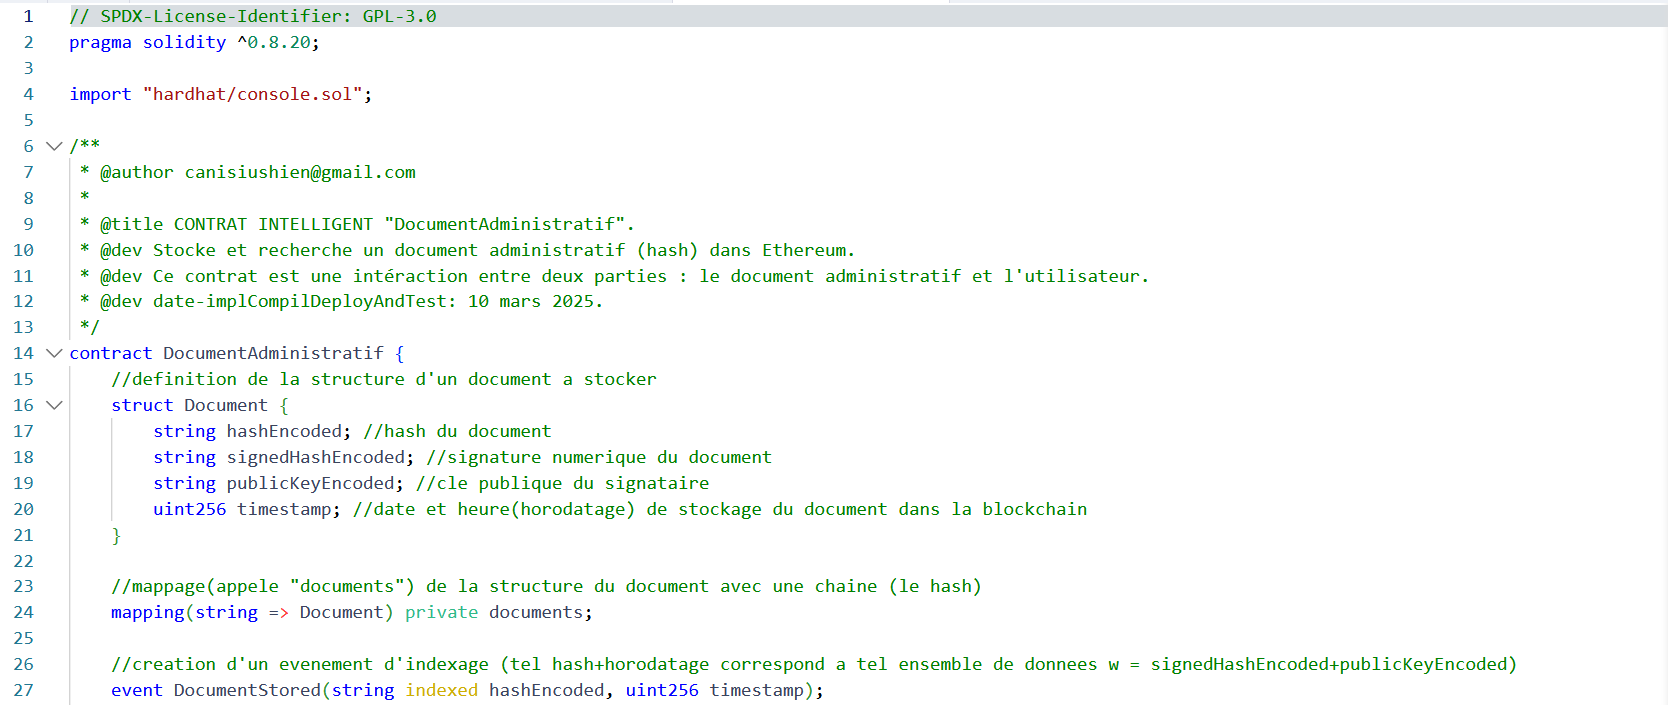 1 // SPDX-License-Identifier: GPL-3.0
2 pragma solidity ^0.8.20;
3
4 import "hardhat/console.sol";
5
6 /**
7 * @author canisiushien@gmail.com
8 *
9 * @title CONTRAT INTELLIGENT "DocumentAdministratif".
10 * @dev Stocke et recherche un document administratif (hash) dans Ethereum.
11 * @dev Ce contrat est une intéraction entre deux parties : le document administratif et l'utilisateur.
12 * @dev date-implCompilDeployAndTest: 10 mars 2025.
13 */
14 contract DocumentAdministratif {
15 //definition de la structure d'un document a stocker
16 struct Document {
17 string hashEncoded; //hash du document
18 string signedHashEncoded; //signature numerique du document
19 string publicKeyEncoded; //cle publique du signataire
20 uint256 timestamp; //date et heure(horodatage) de stockage du document dans la blockchain
21 }
22
23 //mappage(appele "documents") de la structure du document avec une chaine (le hash)
24 mapping(string => Document) private documents;
25
26 //creation d'un evenement d'indexage (tel hash+horodatage correspond a tel ensemble de donnees w = signedHashEncoded+publicKeyEncoded)
27 event DocumentStored(string indexed hashEncoded, uint256 timestamp);